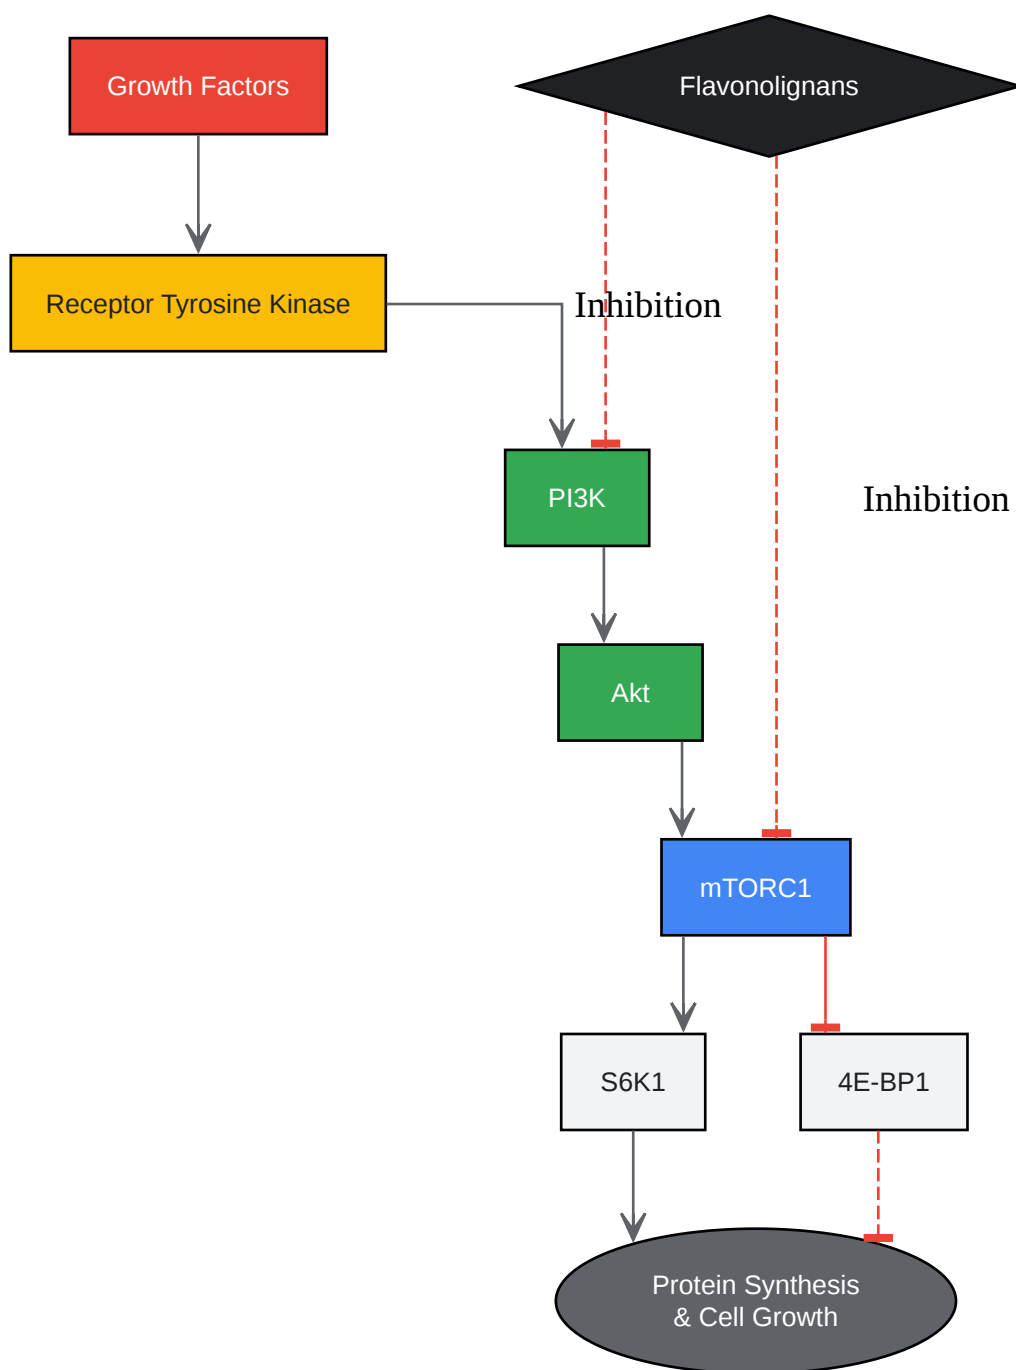 Growth Factors
Flavonolignans
Receptor Tyrosine Kinase
Inhibition
PI3K
Inhibition
Akt
mTORC1
S6K1
4E-BP1
Protein Synthesis
& Cell Growth